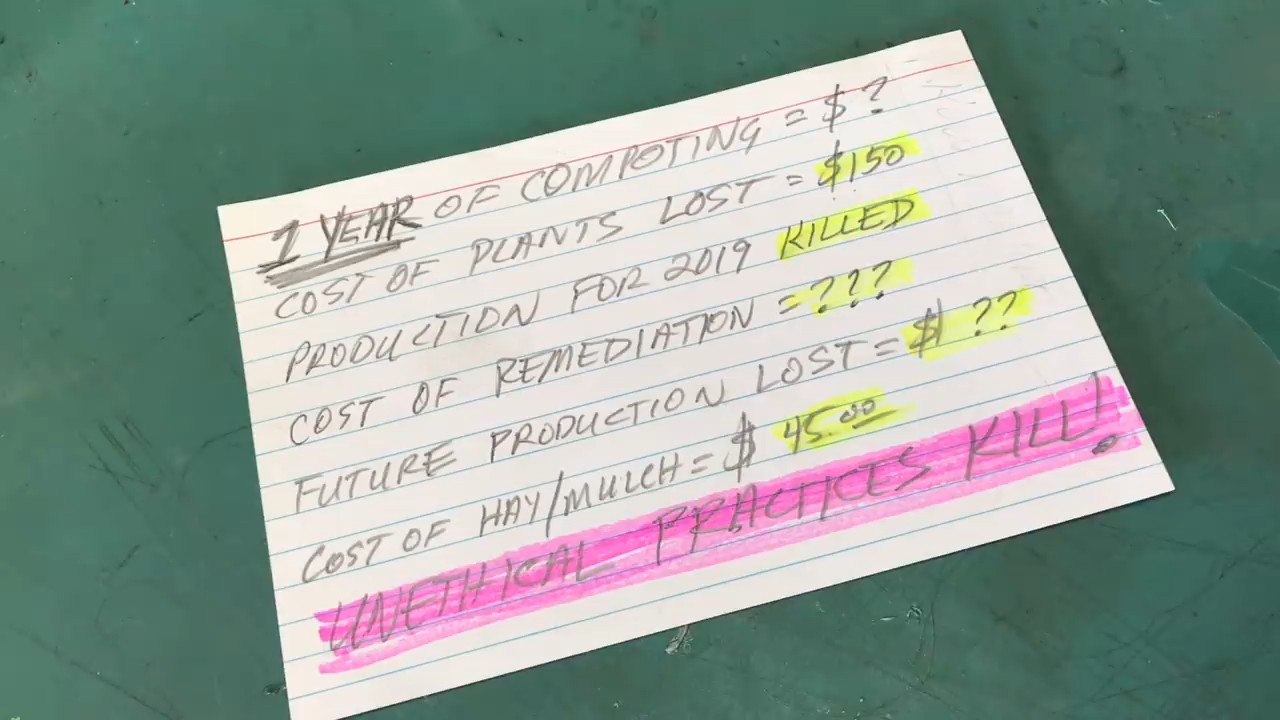 1 YEAR OF COMPOTING = $ ?
COST OF PLANTS LOST = $150
PRODUCTION FOR 2019 KILLED
COST OF REMEDIATION = ???
FUTURE PRODUCTION LOST = $ ??
COST OF HAY/MULCH = $ 45.00
UNETHICAL PRACTICES KILL!